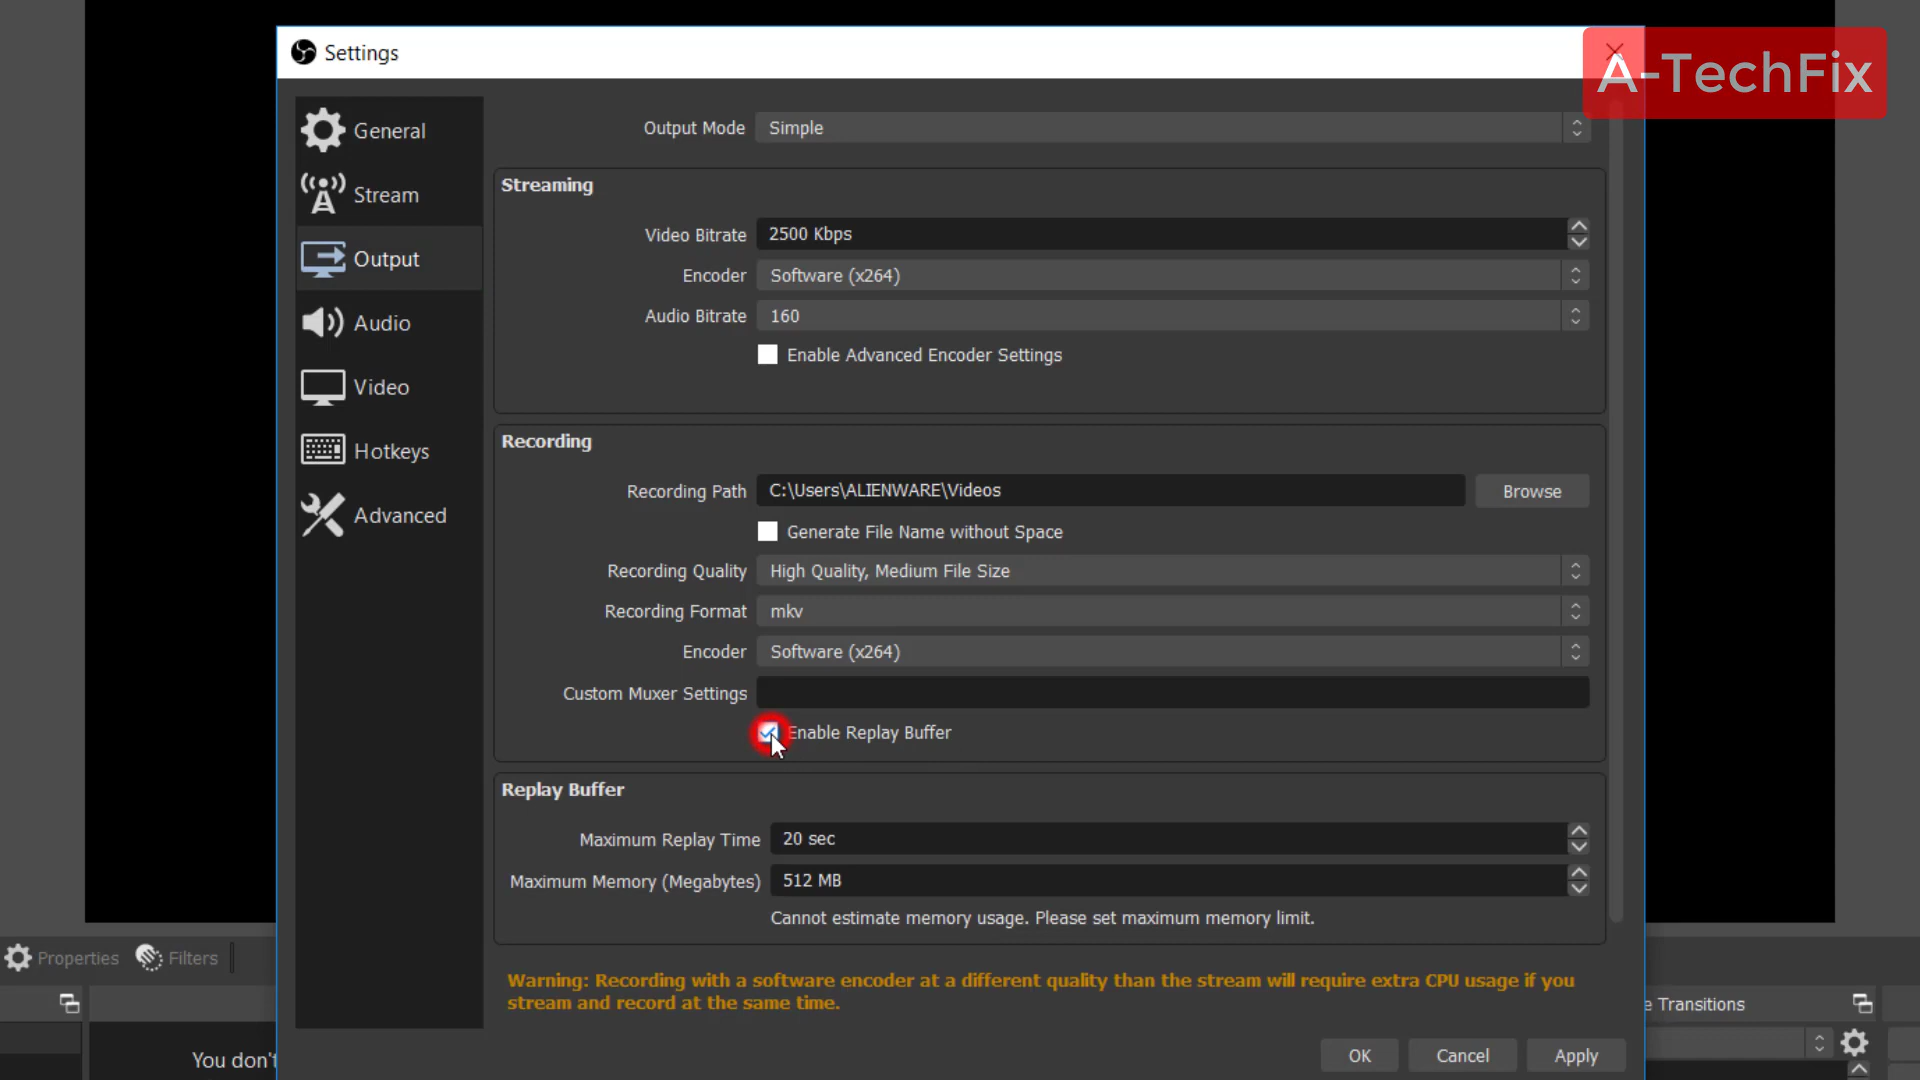 Settings
A-TechFix
General
Stream
Output
Audio
Video
Hotkeys
Advanced
Output Mode Simple
Streaming
Video Bitrate 2500 Kbps
Encoder Software (x264)
Audio Bitrate 160
Enable Advanced Encoder Settings
Recording
Recording Path C:\Users\ALIENWARE\Videos Browse
Generate File Name without Space
Recording Quality High Quality, Medium File Size
Recording Format mkv
Encoder Software (x264)
Custom Muxer Settings
Enable Replay Buffer
Replay Buffer
Maximum Replay Time 20 sec
Maximum Memory (Megabytes) 512 MB
Cannot estimate memory usage. Please set maximum memory limit.
Warning: Recording with a software encoder at a different quality than the stream will require extra CPU usage if you
stream and record at the same time.
OK Cancel Apply
Properties Filters
e Transitions
You don't